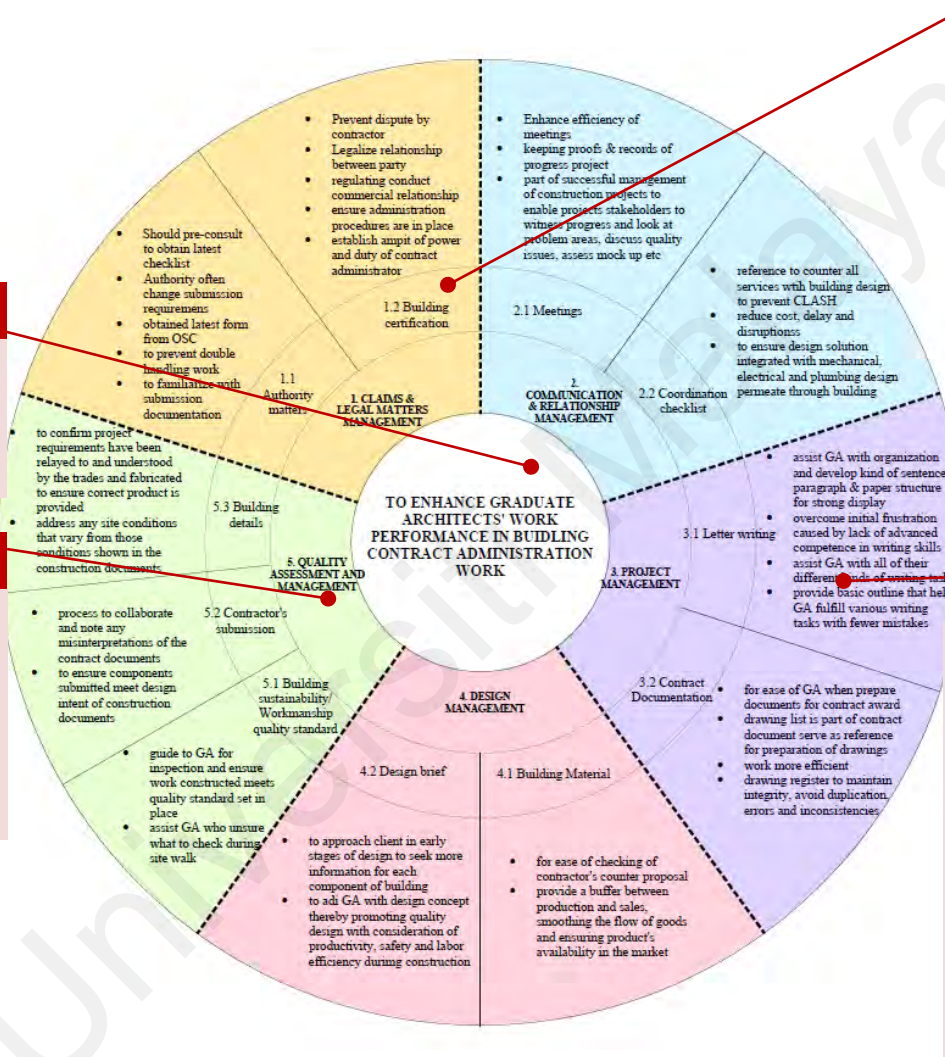 TO ENHANCE GRADUATE
ARCHITECTS' WORK
PERFORMANCE IN BUIDLING
CONTRACT ADMINISTRATION
WORK
1. CLAIMS &
LEGAL MATTERS
MANAGEMENT
1.1
Authority
matters
• Should pre-consult
to obtain latest
checklist
• Authority often
change submission
requiremens
• obtained latest form
from OSC
• to prevent double
handling work
• to familiarize with
submission
documentation
1.2 Building
certification
• Prevent dispute by
contractor
• Legalize relationship
between party
• regulating conduct
commercial relationship
• ensure administration
procedures are in place
• establish ampit of power
and duty of contract
administrator
2.
COMMUNICATION
& RELATIONSHIP
MANAGEMENT
2.1 Meetings
• Enhance efficiency of
meetings
• keeping proofs & records of
progress project
• part of successful management
of construction projects to
enable projects stakeholders to
witness progress and look at
problem areas, discuss quality
issues, assess mock up etc
2.2 Coordination
checklist
• reference to counter all
services wtih building design
to prevent CLASH
• reduce cost, delay and
disruptionss
• to ensure design solution
integrated with mechanical,
electrical and plumbing design
permeate through building
3. PROJECT
MANAGEMENT
3.1 Letter writing
• assist GA with organization
and develop kind of sentence
paragraph & paper structure
for strong display
• overcome initial frustration
caused by lack of advanced
competence in writing skills
• assist GA with all of their
different kinds of writing
• provide basic outline that
GA fulfill various writing
tasks with fewer mistakes
3.2 Contract
Documentation
• for ease of GA when prepare
documents for contract award
• drawing list is part of contract
document serve as reference
for preparation of drawings
• work more efficient
• drawing register to maintain
integrity, avoid duplication,
errors and inconsistencies
4. DESIGN
MANAGEMENT
4.1 Building Material
• for ease of checking of
contractor's counter proposal
• provide a buffer between
production and sales,
smoothing the flow of goods
and ensuring product's
availability in the market
4.2 Design brief
• to approach client in early
stages of design to seek more
information for each
component of building
• to adi GA with design concept
thereby promoting quality
design with consideration of
productivity, safety and labor
efficiency durimg construction
5. QUALITY
ASSESSMENT AND
MANAGEMENT
5.1 Building
sustainability/
Workmanship
quality standard
• guide to GA for
inspection and ensure
work constructed meets
quality standard set in
place
• assist GA who unsure
what to check during
site walk
5.2 Contractor's
submission
• process to collaborate
and note any
misinterpretations of the
contract documents
• to ensure components
submitted meet design
intent of construction
documents
5.3 Building
details
• to confirm project
requirements have been
relayed to and understood
by the trades and fabricated
to ensure correct product is
provided
• address any site conditions
that vary from those
conditions shown in the
construction documents
Universiti Malaya